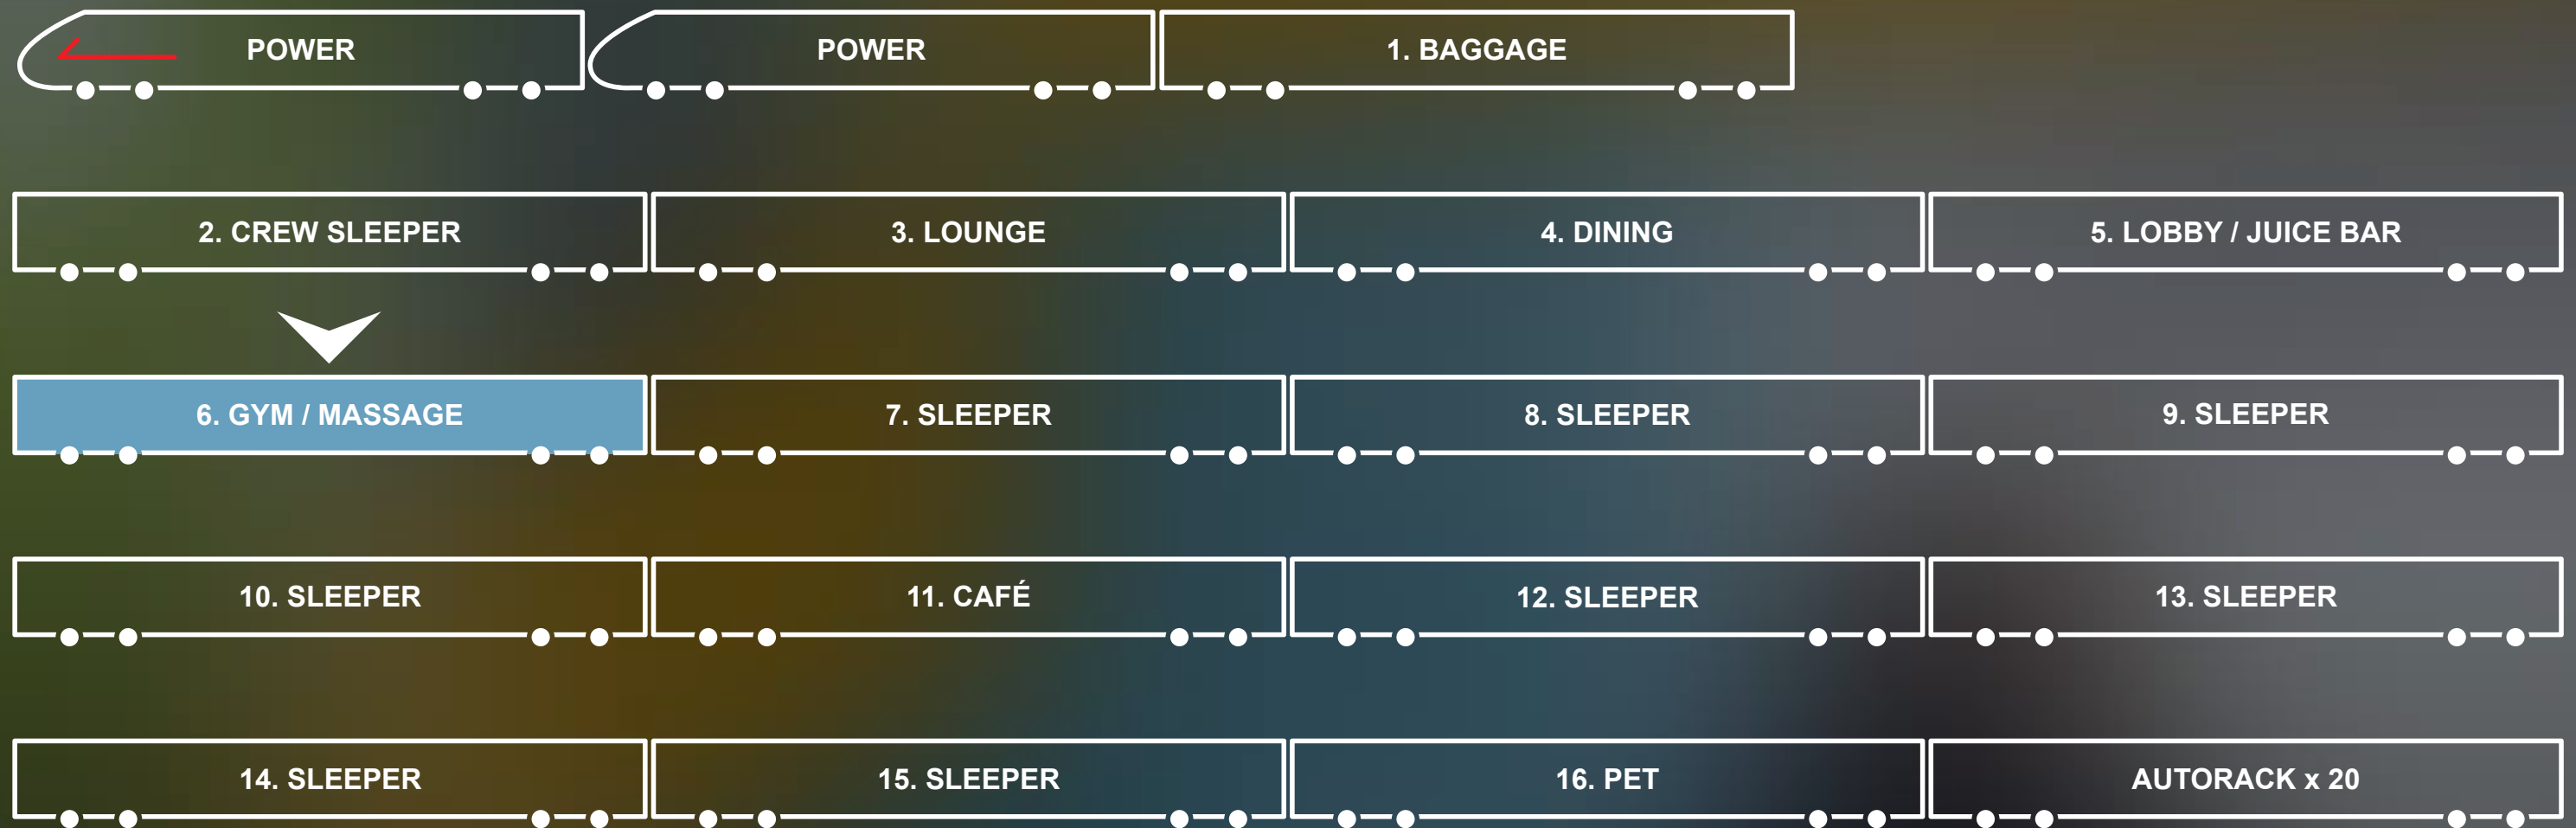 POWER
POWER
1. BAGGAGE
2. CREW SLEEPER
3. LOUNGE
4. DINING
5. LOBBY / JUICE BAR
6. GYM / MASSAGE
7. SLEEPER
8. SLEEPER
9. SLEEPER
10. SLEEPER
11. CAFÉ
12. SLEEPER
13. SLEEPER
14. SLEEPER
15. SLEEPER
16. PET
AUTORACK x 20